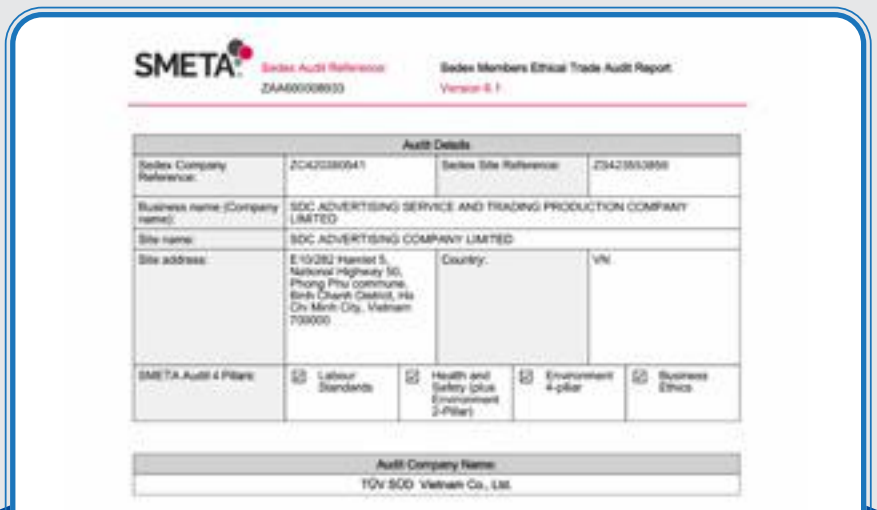 SMETA
Sedex Audit Reference:
Sedex Members Ethical Trade Audit Report
Version 6.1
Audit Details
Sedex Company Reference:
Sedex Site Reference:
Business name (Company name):
SDC ADVERTISING SERVICE AND TRADING PRODUCTION COMPANY
LIMITED
Site name:
SDC ADVERTISING COMPANY LIMITED
Site address:
E10/282 Hamlet 5,
National Highway 50,
Phong Phu commune,
Binh Chanh District, Ho
Chi Minh City, Vietnam
700000
Country:
VN
SMETA Audit 4 Pillars:
Labour
Standards
Health and
Safety (plus
Environment
2-Pillar)
Environment
4-pillar
Business
Ethics
Audit Company Name:
TÜV SÜD Vietnam Co., Ltd.